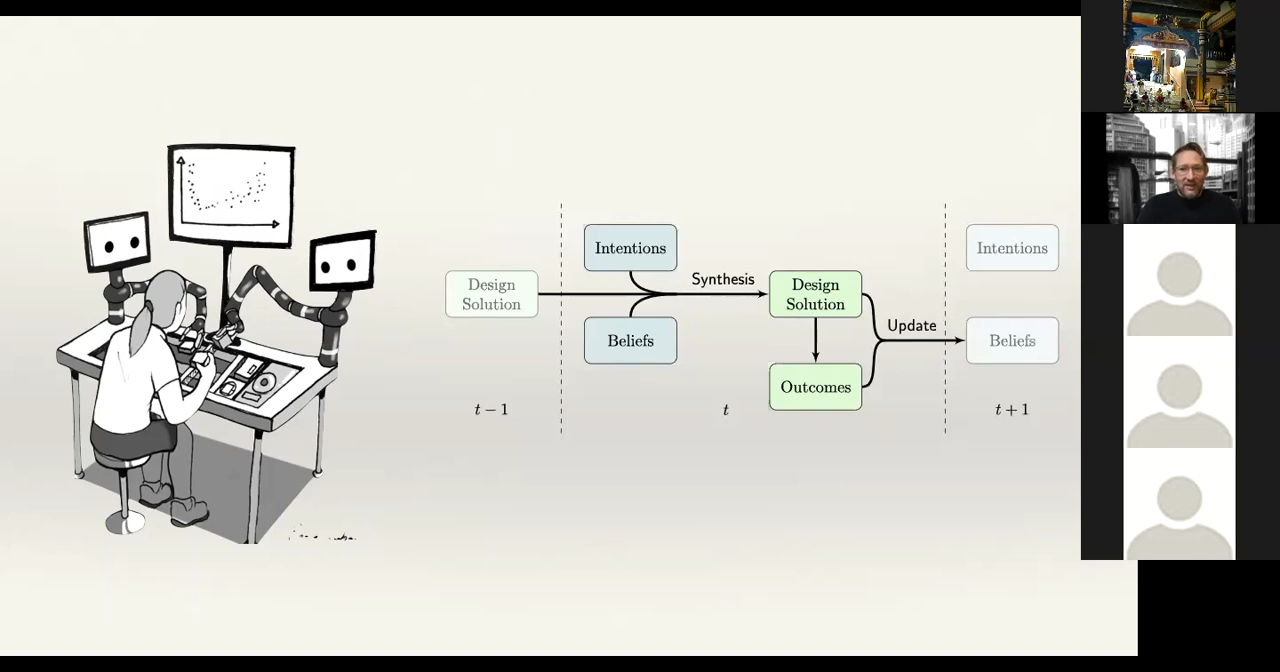 Intentions
Intentions
Synthesis
Design
Solution
Design
Solution
Update
Beliefs
Beliefs
Outcomes
t − 1
t
t + 1